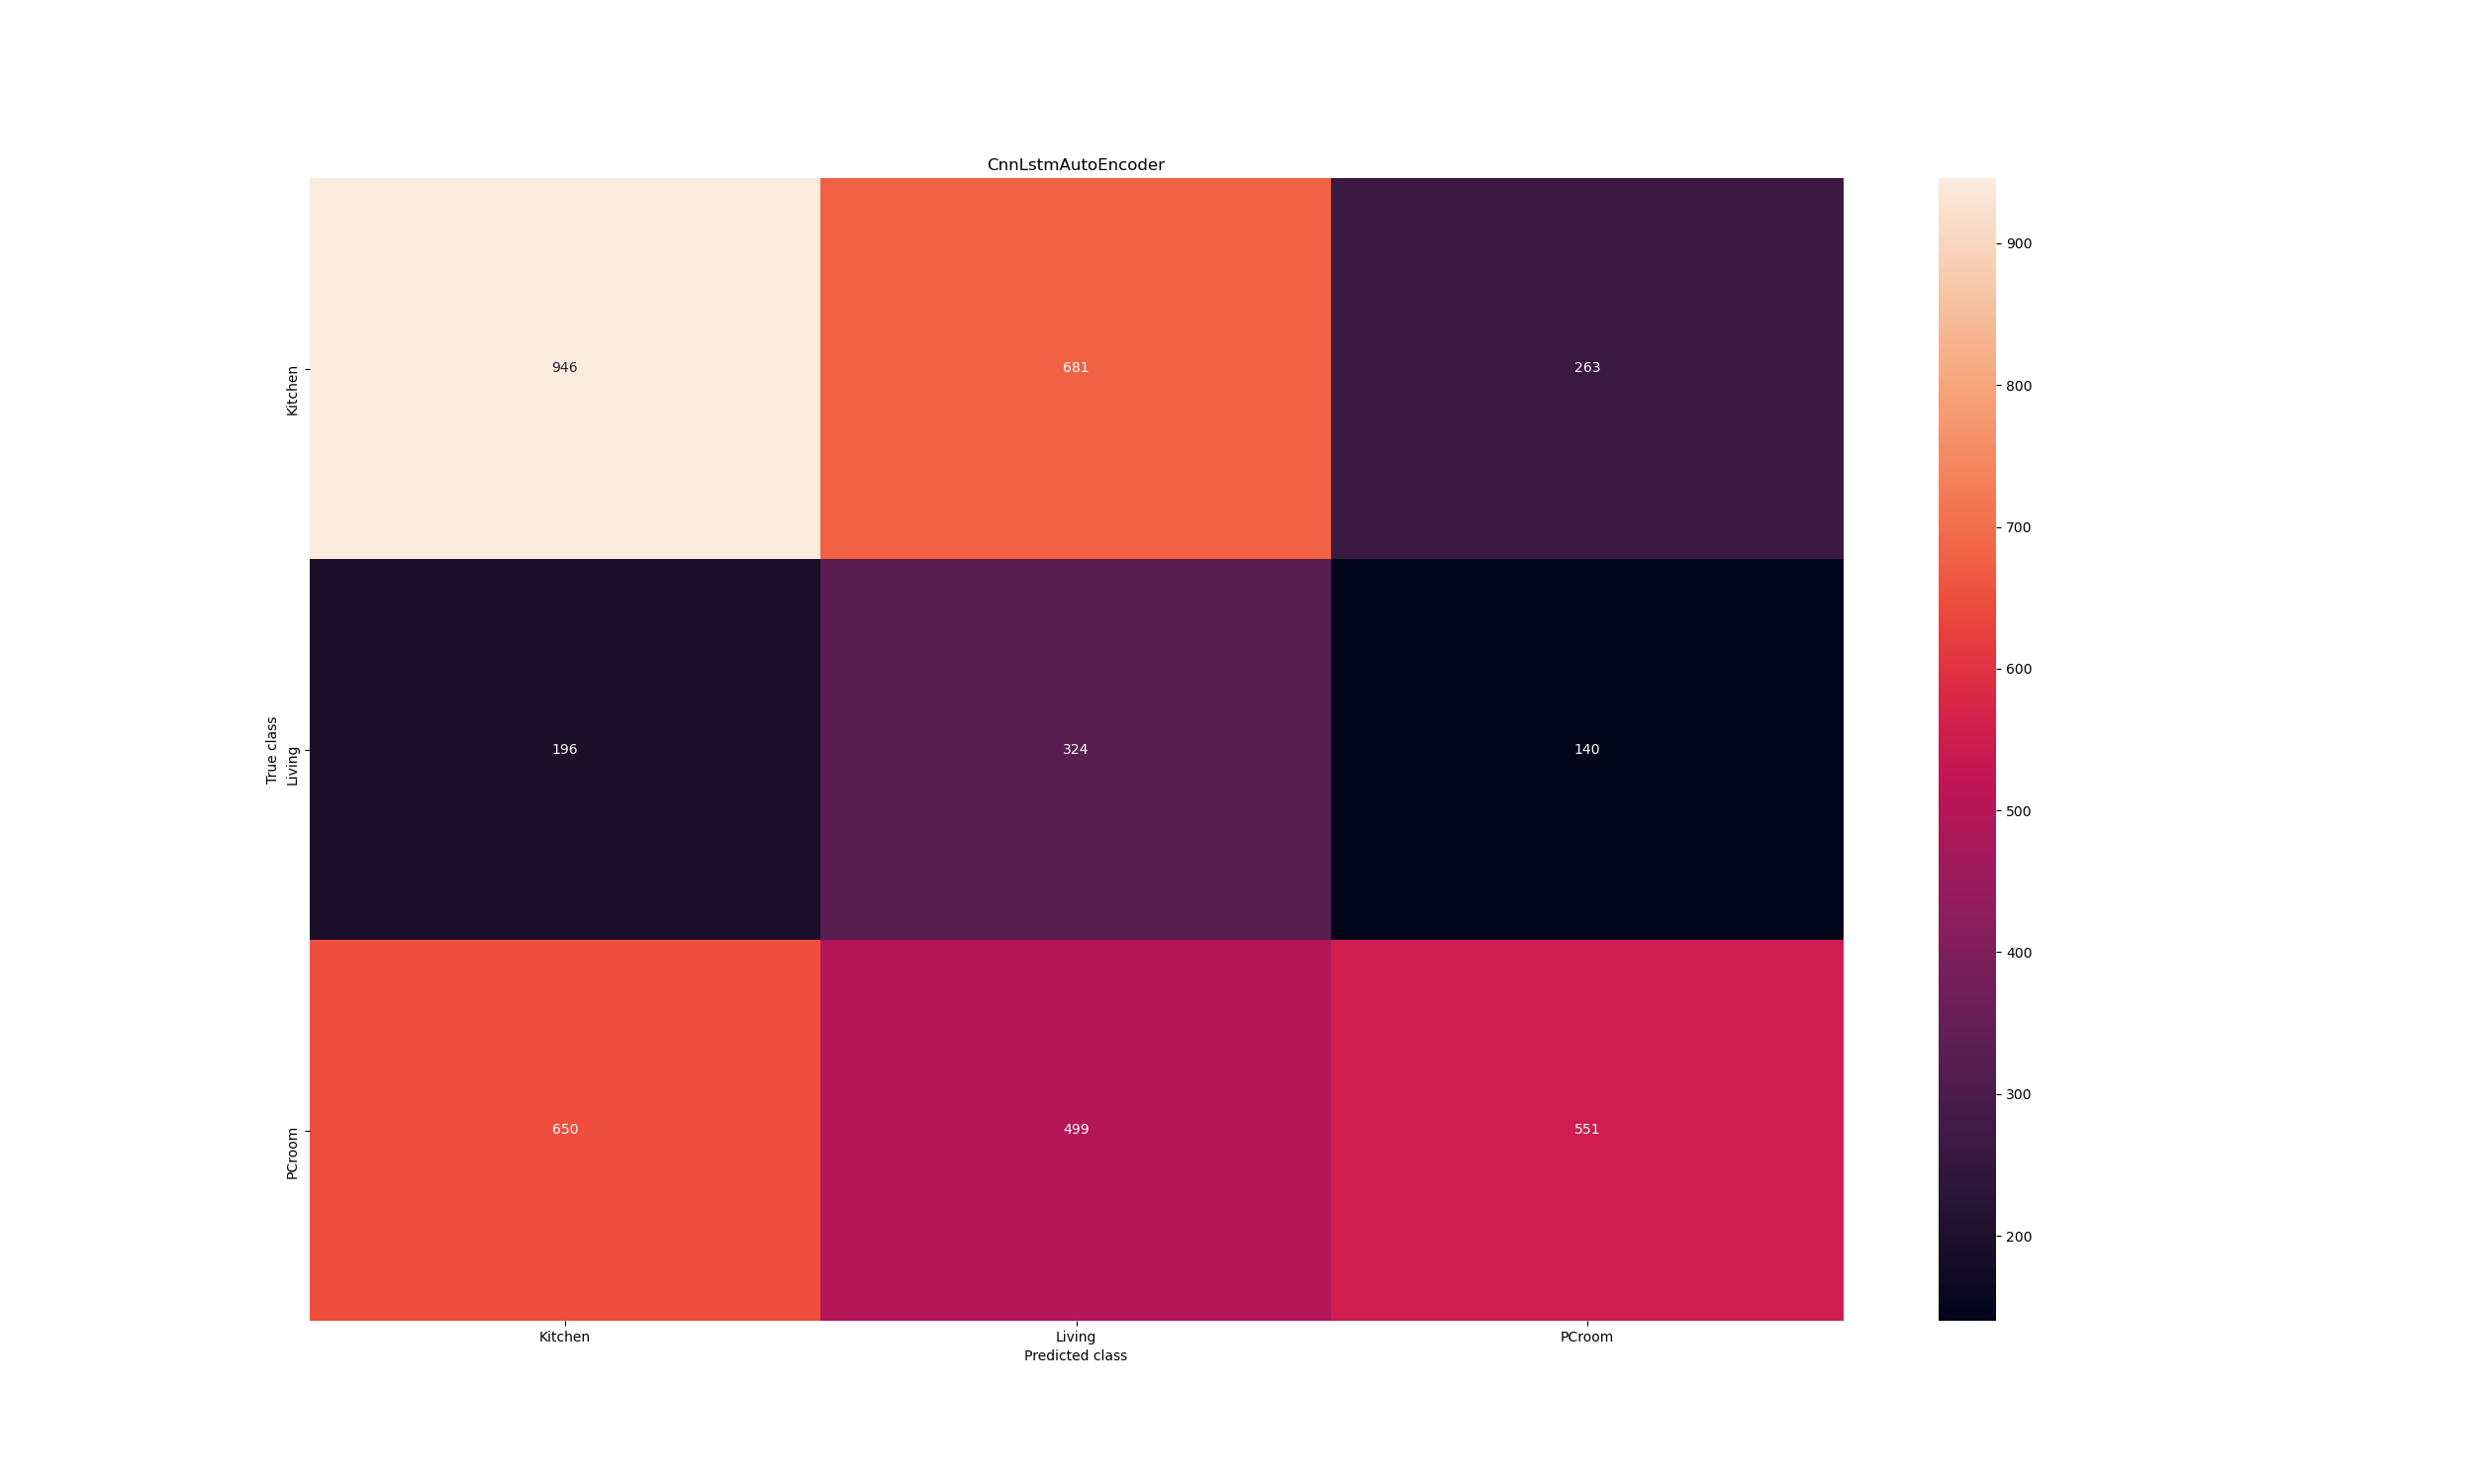 CnnLstmAutoEncoder
946 681 263
196 324 140
650 499 551
Kitchen
Living
PCroom
True class
Kitchen Living PCroom
Predicted class
900
800
700
600
500
400
300
200